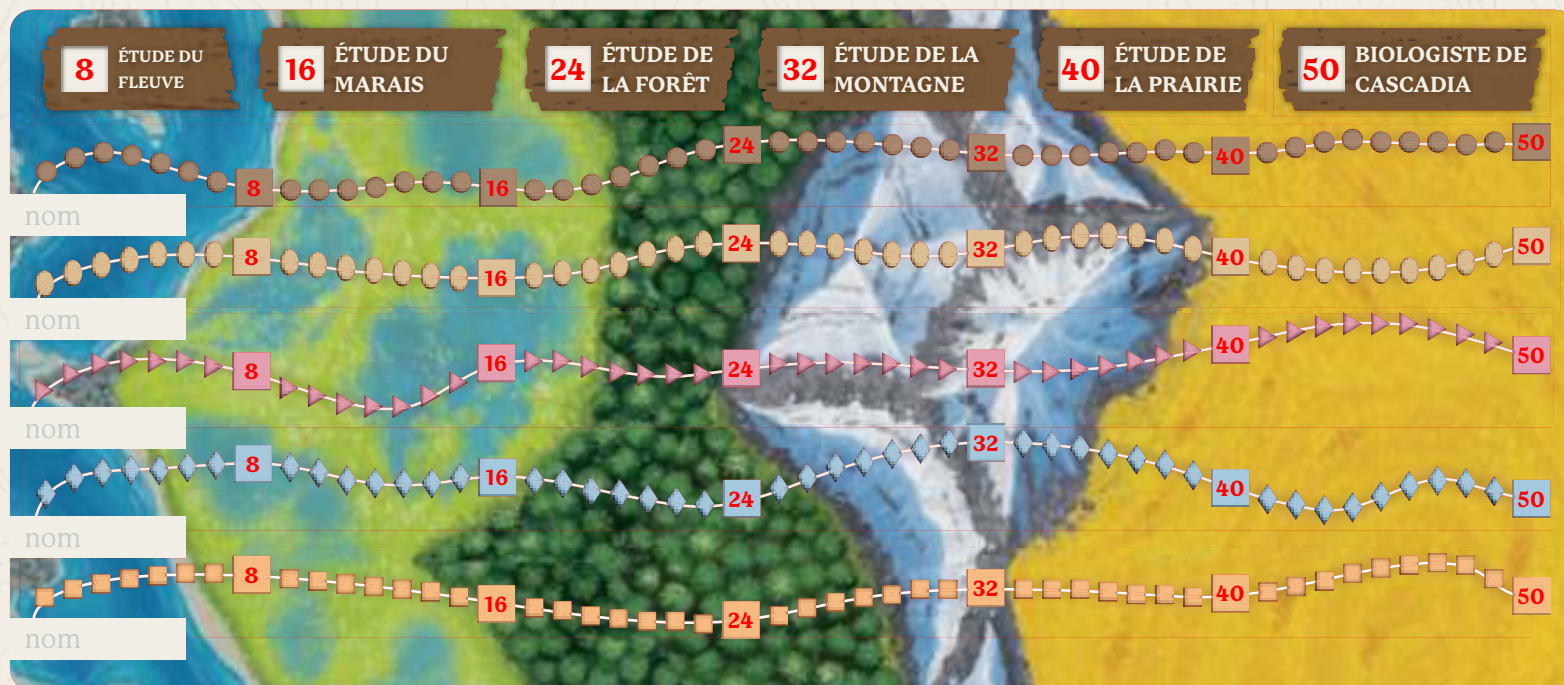 8 ÉTUDE DU
FLEUVE
16 ÉTUDE DU
MARAIS
24 ÉTUDE DE
LA FORÊT
32 ÉTUDE DE LA
MONTAGNE
40 ÉTUDE DE
LA PRAIRIE
50 BIOLOGISTE DE
CASCADIA
8 16 24 32 40 50
nom
8 16 24 32 40 50
nom
8 16 24 32 40 50
nom
8 16 24 32 40 50
nom
8 16 24 32 40 50
nom